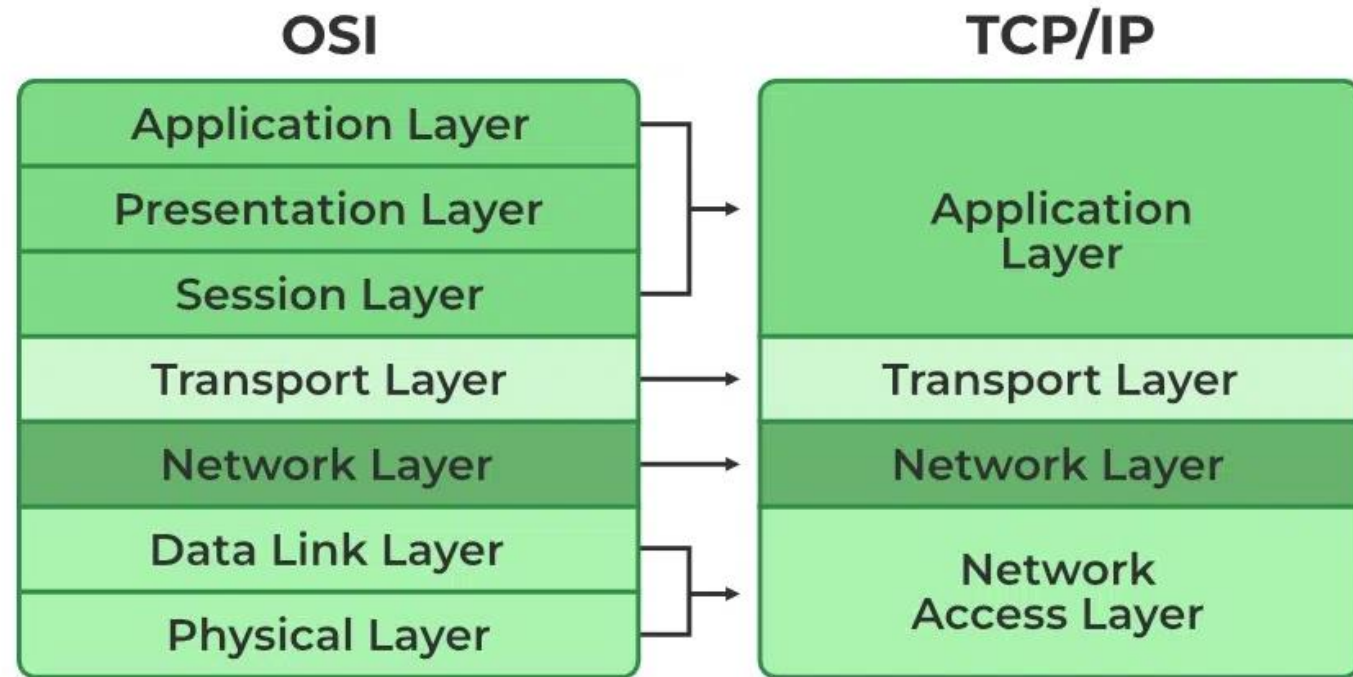 OSI
Application Layer
Presentation Layer
Session Layer
Transport Layer
Network Layer
Data Link Layer
Physical Layer
TCP/IP
Application
Layer
Transport Layer
Network Layer
Network
Access Layer